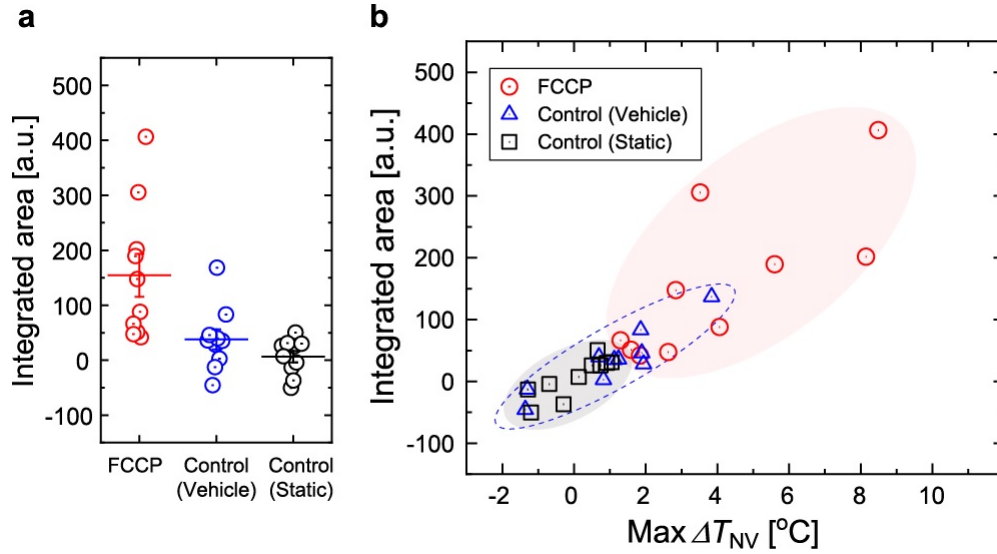 a
Integrated area [a.u.]
500
400
300
200
100
0
-100
FCCP
Control
(Vehicle)
Control
(Static)
b
Integrated area [a.u.]
500
400
300
200
100
0
-100
FCCP
Control (Vehicle)
Control (Static)
-2 0 2 4 6 8 10
Max ΔT_NV [°C]